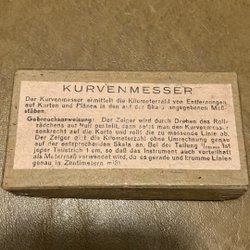 KURVENMESSER
Der Kurvenmesser ermittelt die Kilometerzahl von Entfernungen
auf Karten und Plänen in den auf der Skala angegebenen Maß-
stäben.
Gebrauchsanweisung: Der Zeiger wird durch Drehen des Roll-
rädchens auf Null gestellt, dann setzt man den Kurvenmesser
senkrecht auf die Karte und rollt die zu messende Linie ab.
Der Zeiger gibt die Kilometerzahl ohne Umrechnung genau
auf der entsprechenden Skala an. Bei der Teilung
jeder Teilstrich 1 cm, so daß das Instrument auch vorteilhaft
als Metermaß verwendet wird, da es gerade und krumme Linien
genau in Zentimetern mißt